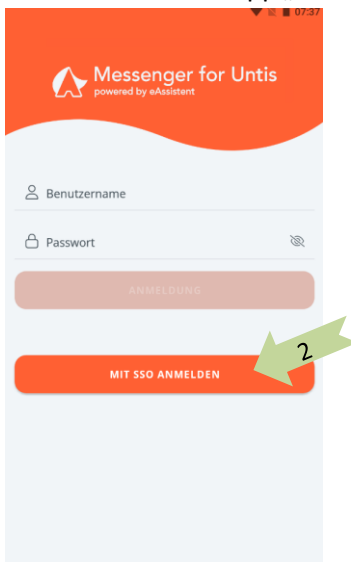 07:37
Messenger for Untis
powered by eAssistent
Benutzername
Passwort
ANMELDUNG
2
MIT SSO ANMELDEN